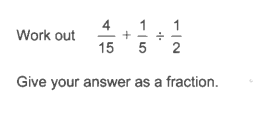 Work out 4/15 + 1/5 ÷ 1/2
Give your answer as a fraction.